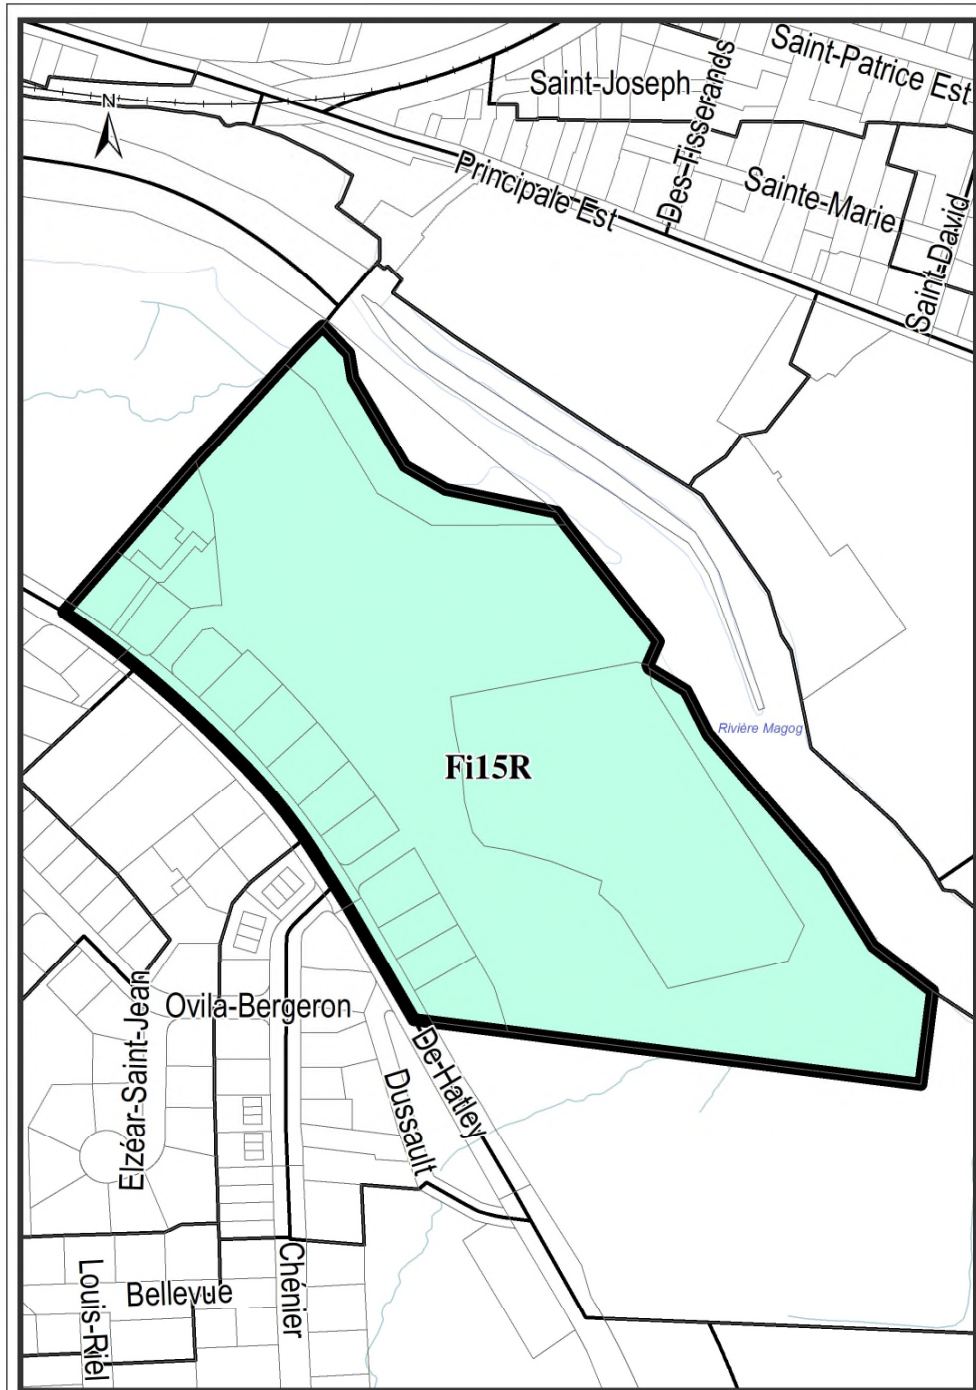 Saint-Patrice Est
Saint-Joseph
Des-Tisserands
N
Principale Est
Sainte-Marie
Saint-David
Rivière Magog
Fi15R
Ovila-Bergeron
Elzéar-Saint-Jean
De-Hatley
Dussault
Chénier
Bellevue
Louis-Riel